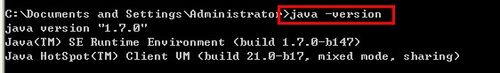 C:\Documents and Settings\Administrator>java -version
java version "1.7.0"
Java(TM) SE Runtime Environment (build 1.7.0-b147)
Java HotSpot(TM) Client VM (build 21.0-b17, mixed mode, sharing)